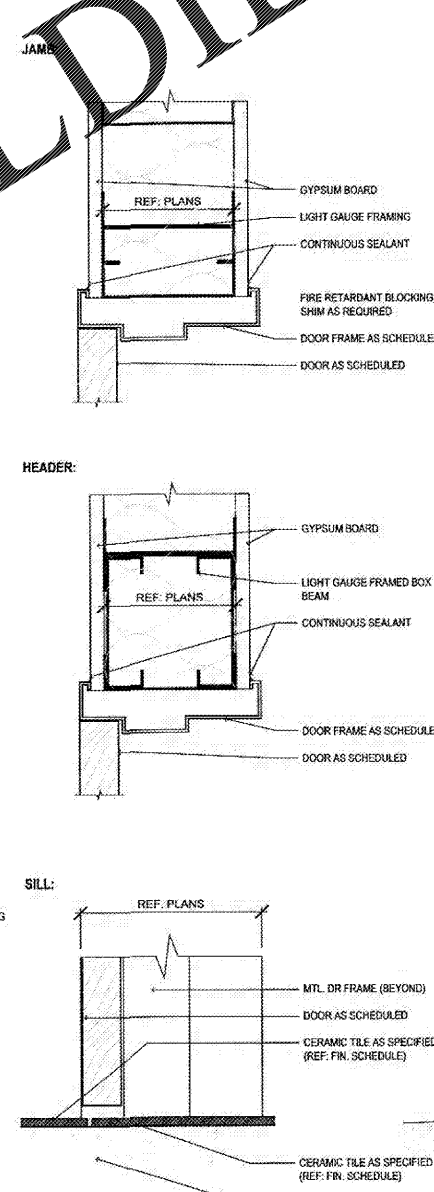 JAMB:
REF: PLANS
GYPSUM BOARD
LIGHT GAUGE FRAMING
CONTINUOUS SEALANT
FIRE RETARDANT BLOCKING
SHIM AS REQUIRED
DOOR FRAME AS SCHEDULE
DOOR AS SCHEDULED
HEADER:
GYPSUM BOARD
LIGHT GAUGE FRAMED BOX
BEAM
REF: PLANS
CONTINUOUS SEALANT
DOOR FRAME AS SCHEDULE
DOOR AS SCHEDULED
SILL:
REF: PLANS
G
MTL. DR FRAME (BEYOND)
DOOR AS SCHEDULED
CERAMIC TILE AS SPECIFIED
(REF: FIN. SCHEDULE)
CERAMIC TILE AS SPECIFIED
(REF: FIN. SCHEDULE)